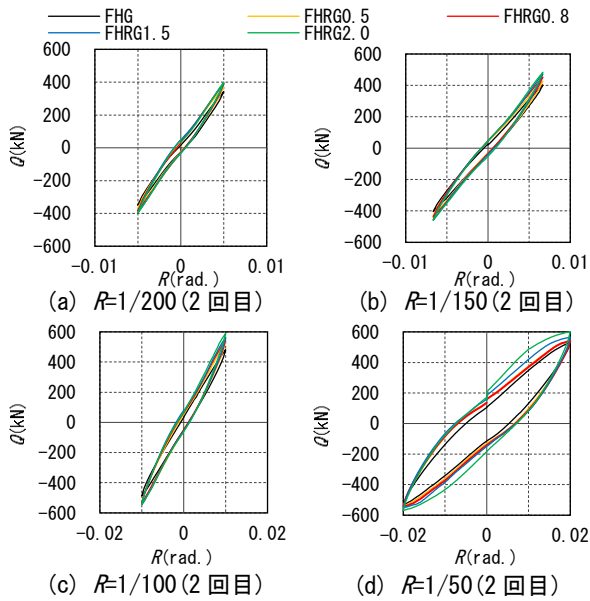 FHG FHRG0.5 FHRG0.8
FHRG1.5 FHRG2.0
600 600
400 400
200 200
0 0
-200 -200
-400 -400
-600 -600
Q(kN) Q(kN)
-0.01 0 0.01 -0.01 0 0.01
R(rad.) R(rad.)
(a) R=1/200(2 回目) (b) R=1/150(2 回目)
600 600
400 400
200 200
0 0
-200 -200
-400 -400
-600 -600
Q(kN) Q(kN)
-0.02 0 0.02 -0.02 0 0.02
R(rad.) R(rad.)
(c) R=1/100(2 回目) (d) R=1/50(2 回目)